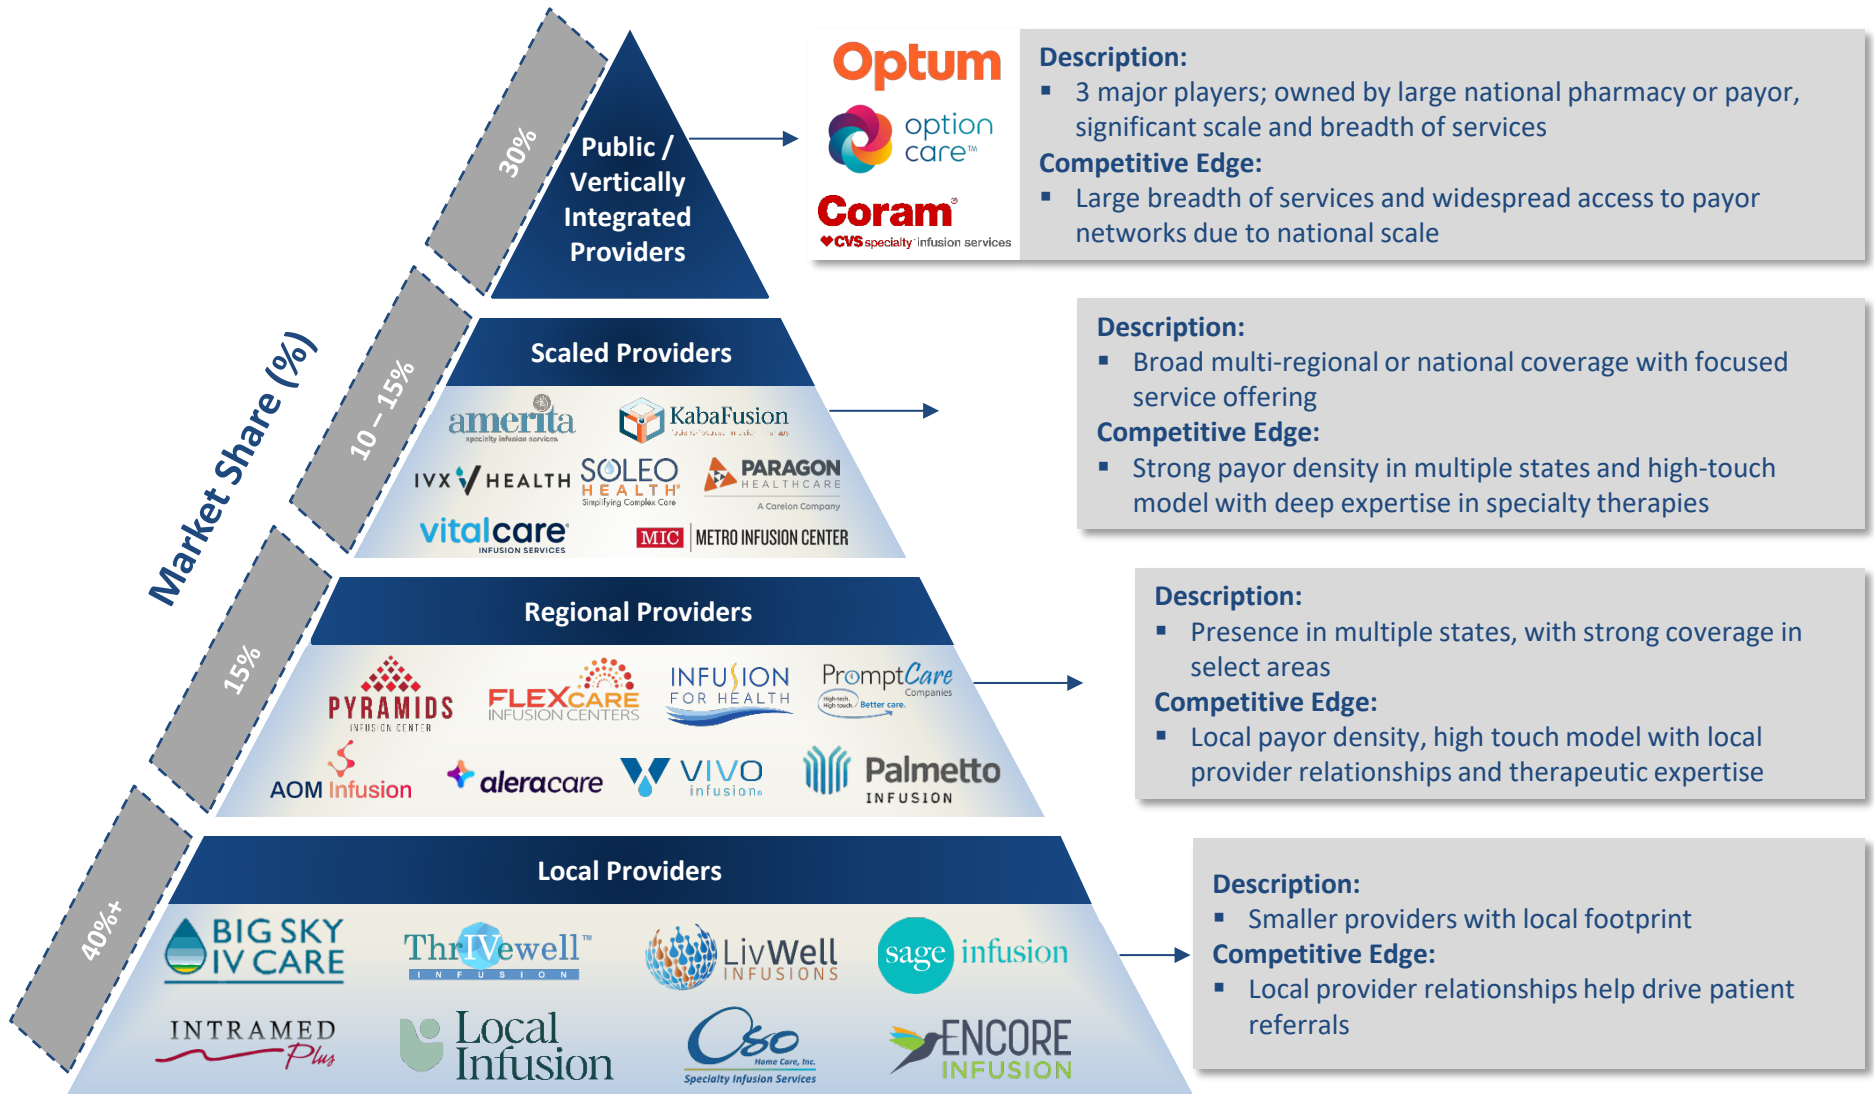 Market Share (%)
30%
Public /
Vertically
Integrated
Providers
Optum
option
care™
Coram®
CVS specialty® infusion services
Description:
▪ 3 major players; owned by large national pharmacy or payor,
significant scale and breadth of services
Competitive Edge:
▪ Large breadth of services and widespread access to payor
networks due to national scale
10 – 15%
Scaled Providers
amerita
specialty infusion services
KabaFusion
IVX HEALTH
SOLEO
HEALTH®
Simplifying Complex Care
PARAGON
HEALTHCARE
A Carelon Company
vitalcare®
INFUSION SERVICES
MIC METRO INFUSION CENTER
Description:
▪ Broad multi-regional or national coverage with focused
service offering
Competitive Edge:
▪ Strong payor density in multiple states and high-touch
model with deep expertise in specialty therapies
15%
Regional Providers
PYRAMIDS
INFUSION CENTER
FLEXCARE
INFUSION CENTERS
INFUSION
FOR HEALTH
PromptCare
Companies
High-tech.
High-touch. Better care.
AOM Infusion
aleracare
VIVO
infusion®
Palmetto
INFUSION
Description:
▪ Presence in multiple states, with strong coverage in
select areas
Competitive Edge:
▪ Local payor density, high touch model with local
provider relationships and therapeutic expertise
40%+
Local Providers
BIG SKY
IV CARE
ThrIVewell™
INFUSION
LivWell
INFUSIONS
sage infusion
INTRAMED
Plus
Local
Infusion
Oso
Home Care, Inc.
Specialty Infusion Services
ENCORE
INFUSION
Description:
▪ Smaller providers with local footprint
Competitive Edge:
▪ Local provider relationships help drive patient
referrals